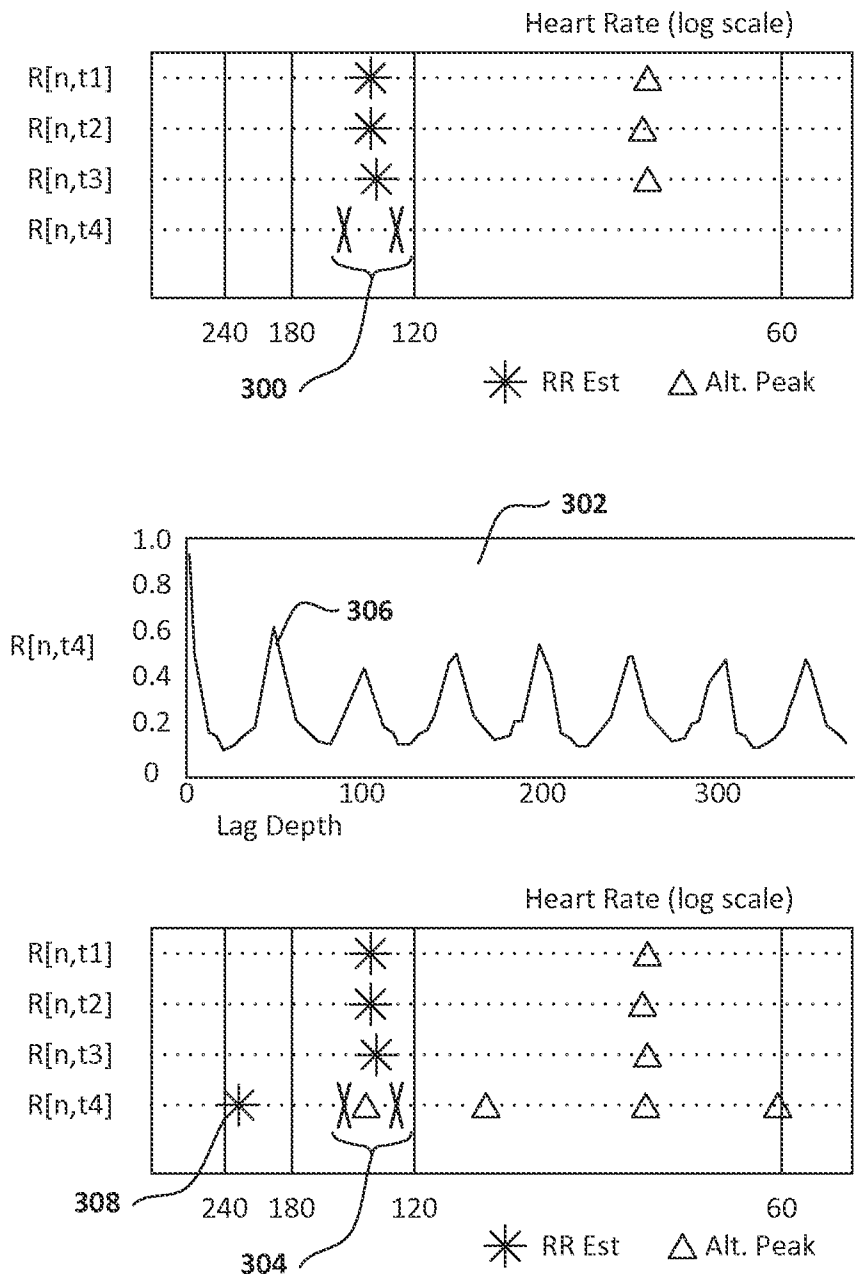 Heart Rate (log scale)
R[n,t1]
R[n,t2]
R[n,t3]
R[n,t4]
240 180 120 60
300
RR Est Alt. Peak
302
1.0
0.8
0.6
306
R[n,t4]
0.4
0.2
0
0 100 200 300
Lag Depth
Heart Rate (log scale)
R[n,t1]
R[n,t2]
R[n,t3]
R[n,t4]
308
240 180 120 60
304
RR Est Alt. Peak